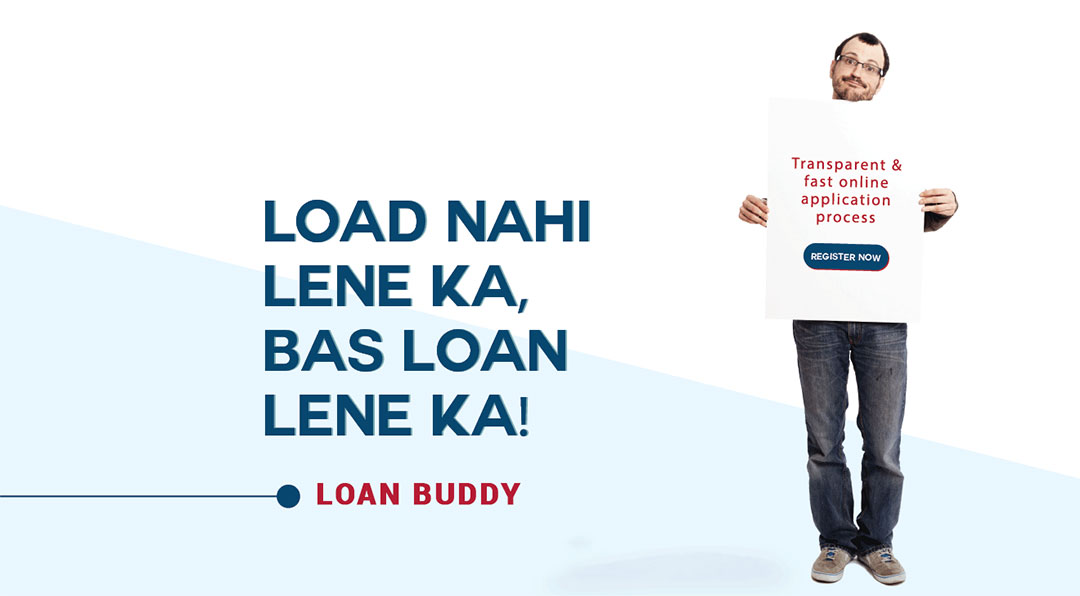 LOAD NAHI
LENE KA,
BAS LOAN
LENE KA!
LOAN BUDDY
Transparent &
fast online
application
process
REGISTER NOW